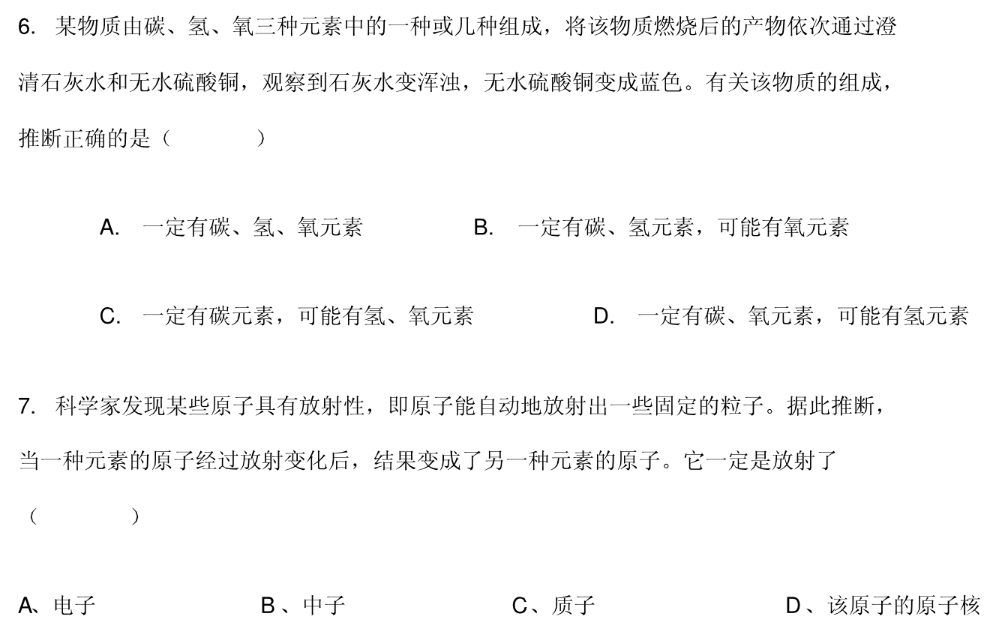 6. 某物质由碳、氢、氧三种元素中的一种或几种组成，将该物质燃烧后的产物依次通过澄
清石灰水和无水硫酸铜，观察到石灰水变浑浊，无水硫酸铜变成蓝色。有关该物质的组成，
推断正确的是（ ）
A. 一定有碳、氢、氧元素 B. 一定有碳、氢元素，可能有氧元素
C. 一定有碳元素，可能有氢、氧元素 D. 一定有碳、氧元素，可能有氢元素
7. 科学家发现某些原子具有放射性，即原子能自动地放射出一些固定的粒子。据此推断，
当一种元素的原子经过放射变化后，结果变成了另一种元素的原子。它一定是放射了
（ ）
A、电子 B、中子 C、质子 D、该原子的原子核